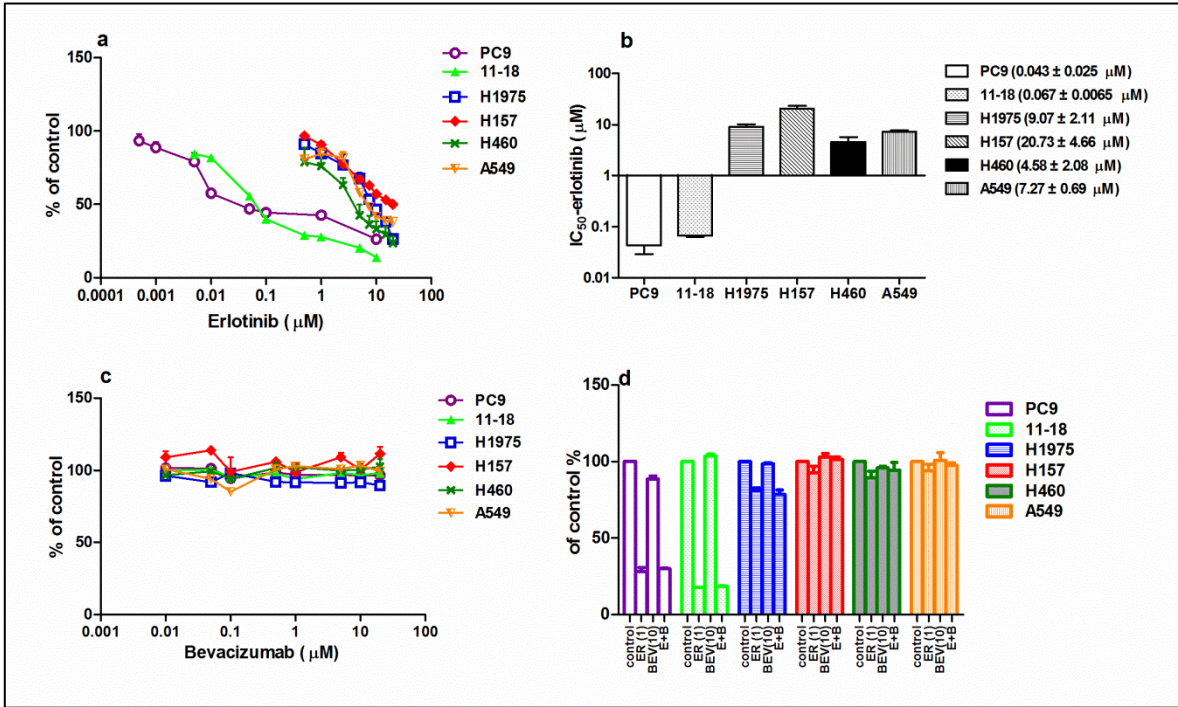 a
150
100
50
0
% of control
0.0001 0.001 0.01 0.1 1 10 100
Erlotinib ( μM)
PC9
11-18
H1975
H157
H460
A549
b
100
10
1
0.1
0.01
IC50-erlotinib ( μM)
PC9 11-18 H1975 H157 H460 A549
PC9 (0.043 ± 0.025 μM)
11-18 (0.067 ± 0.0065 μM)
H1975 (9.07 ± 2.11 μM)
H157 (20.73 ± 4.66 μM)
H460 (4.58 ± 2.08 μM)
A549 (7.27 ± 0.69 μM)
c
150
100
50
0
% of control
0.001 0.01 0.1 1 10 100
Bevacizumab ( μM)
PC9
11-18
H1975
H157
H460
A549
d
150
100
50
0
of control %
control ER (1) BEV(10) E+B control ER (1) BEV(10) E+B control ER (1) BEV(10) E+B control ER (1) BEV(10) E+B control ER (1) BEV(10) E+B control ER (1) BEV(10) E+B
PC9
11-18
H1975
H157
H460
A549